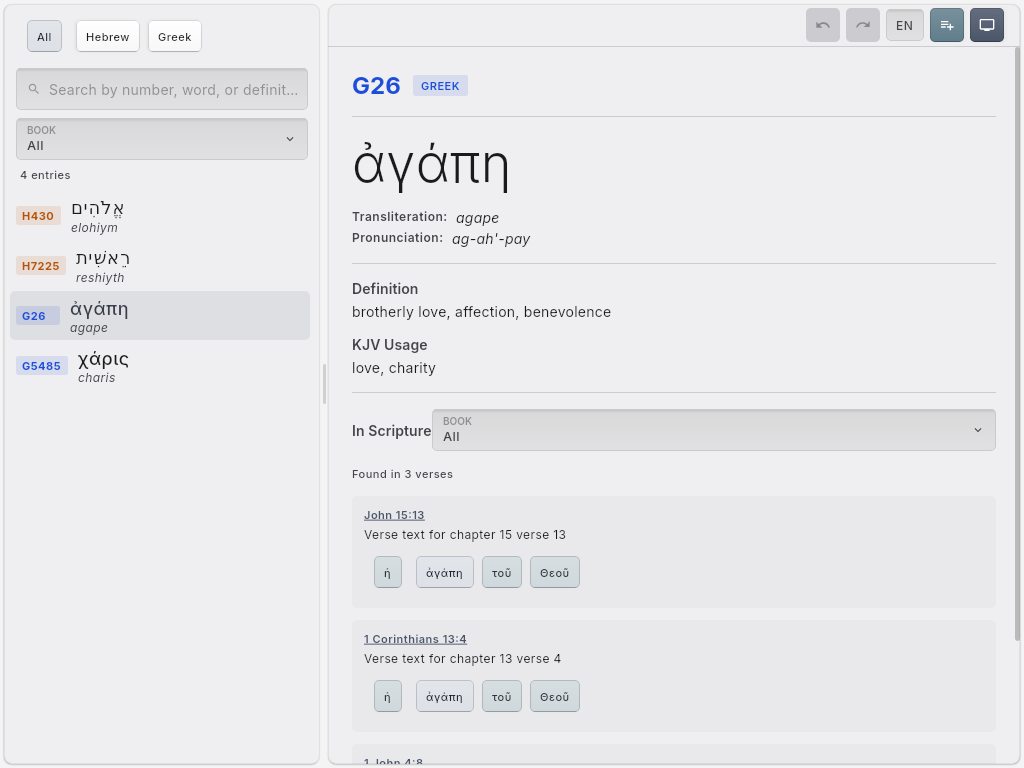 All Hebrew Greek
Search by number, word, or definit...
BOOK
All
4 entries
H430 אֱלֹהִים
elohiym
H7225 רֵאשִׁית
reshiyth
G26 ἀγάπη
agape
G5485 χάρις
charis
EN
G26 GREEK
ἀγάπη
Transliteration: agape
Pronunciation: ag-ah'-pay
Definition
brotherly love, affection, benevolence
KJV Usage
love, charity
In Scripture
BOOK
All
Found in 3 verses
John 15:13
Verse text for chapter 15 verse 13
ἡ ἀγάπη τοῦ Θεοῦ
1 Corinthians 13:4
Verse text for chapter 13 verse 4
ἡ ἀγάπη τοῦ Θεοῦ
1 John 4:8